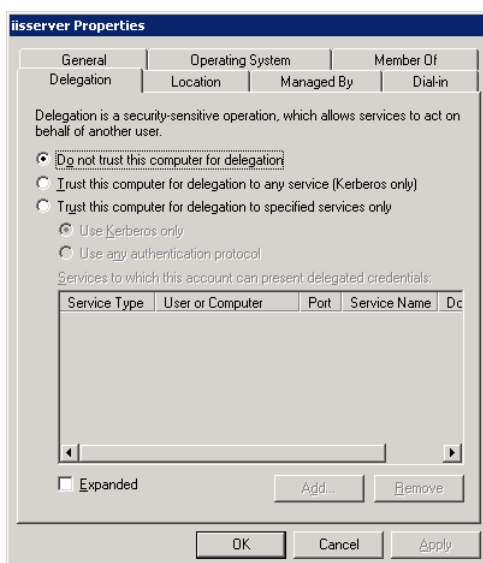 iisserver Properties
General Operating System Member Of
Delegation Location Managed By Dial-in
Delegation is a security-sensitive operation, which allows services to act on
behalf of another user.
Do not trust this computer for delegation
Trust this computer for delegation to any service (Kerberos only)
Trust this computer for delegation to specified services only
Use Kerberos only
Use any authentication protocol
Services to which this account can present delegated credentials:
Service Type User or Computer Port Service Name Do
Expanded Add... Remove
OK Cancel Apply